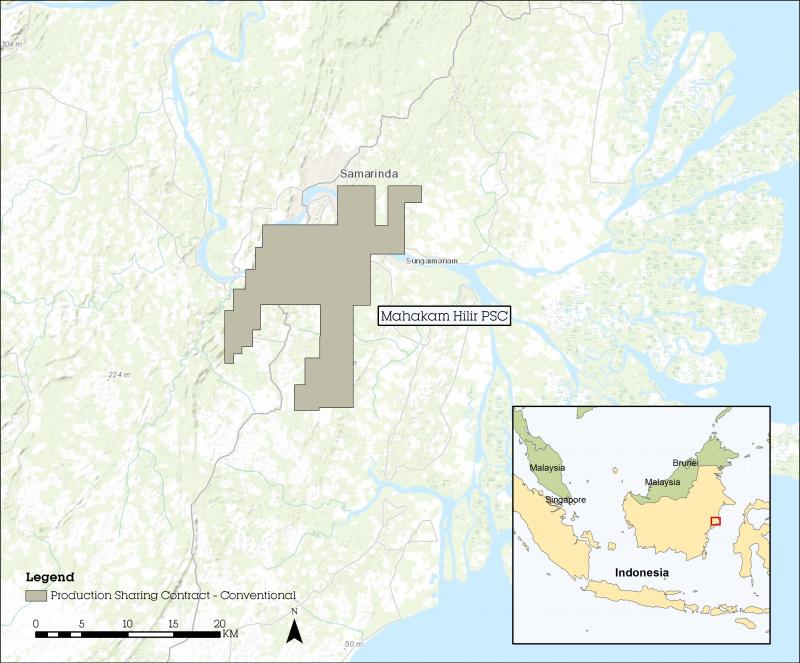 304 m
Samarinda
Sungaimariam
Mahakam Hilir PSC
224 m
Brunei
Malaysia
Malaysia
Singapore
Indonesia
Legend
Production Sharing Contract - Conventional
N
0 5 10 15 20
KM
50 m